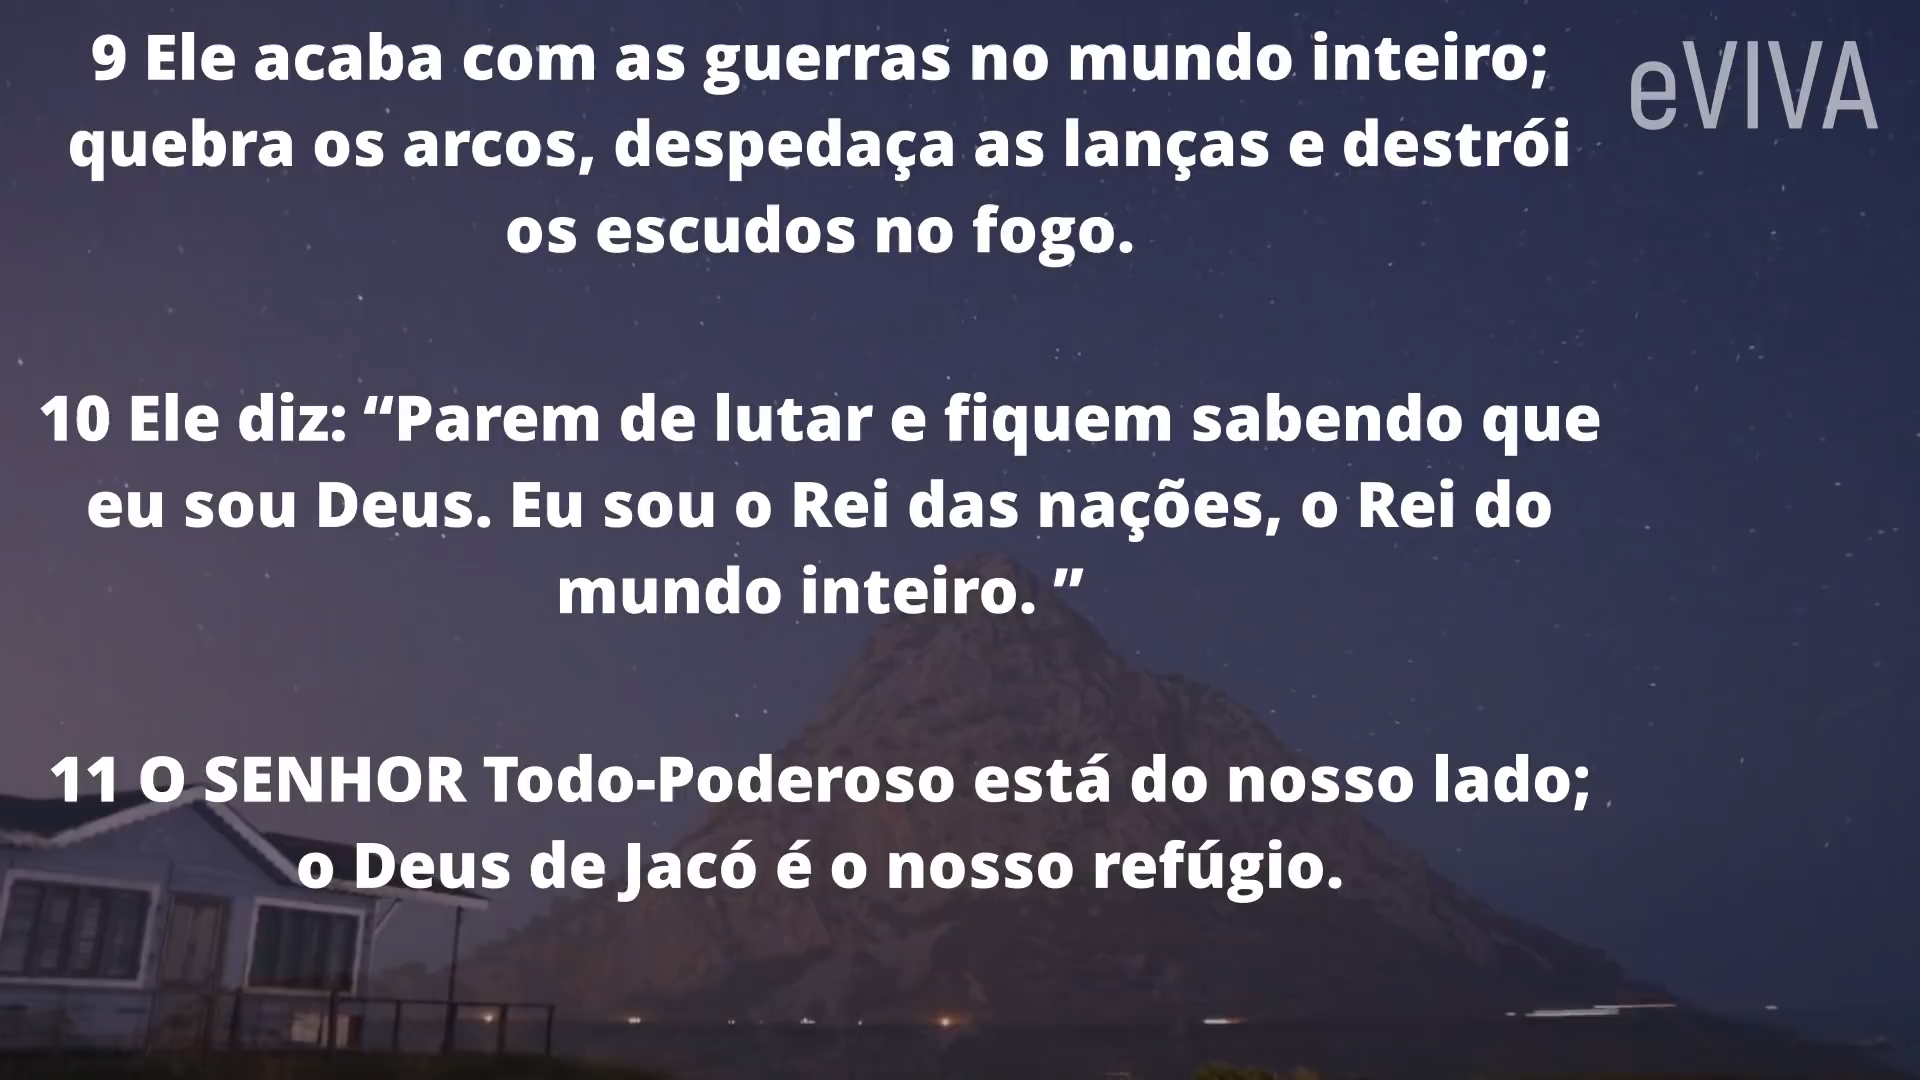 9 Ele acaba com as guerras no mundo inteiro;
quebra os arcos, despedaça as lanças e destrói
os escudos no fogo.
10 Ele diz: “Parem de lutar e fiquem sabendo que
eu sou Deus. Eu sou o Rei das nações, o Rei do
mundo inteiro. ”
11 O SENHOR Todo-Poderoso está do nosso lado;
o Deus de Jacó é o nosso refúgio.
eVIVA